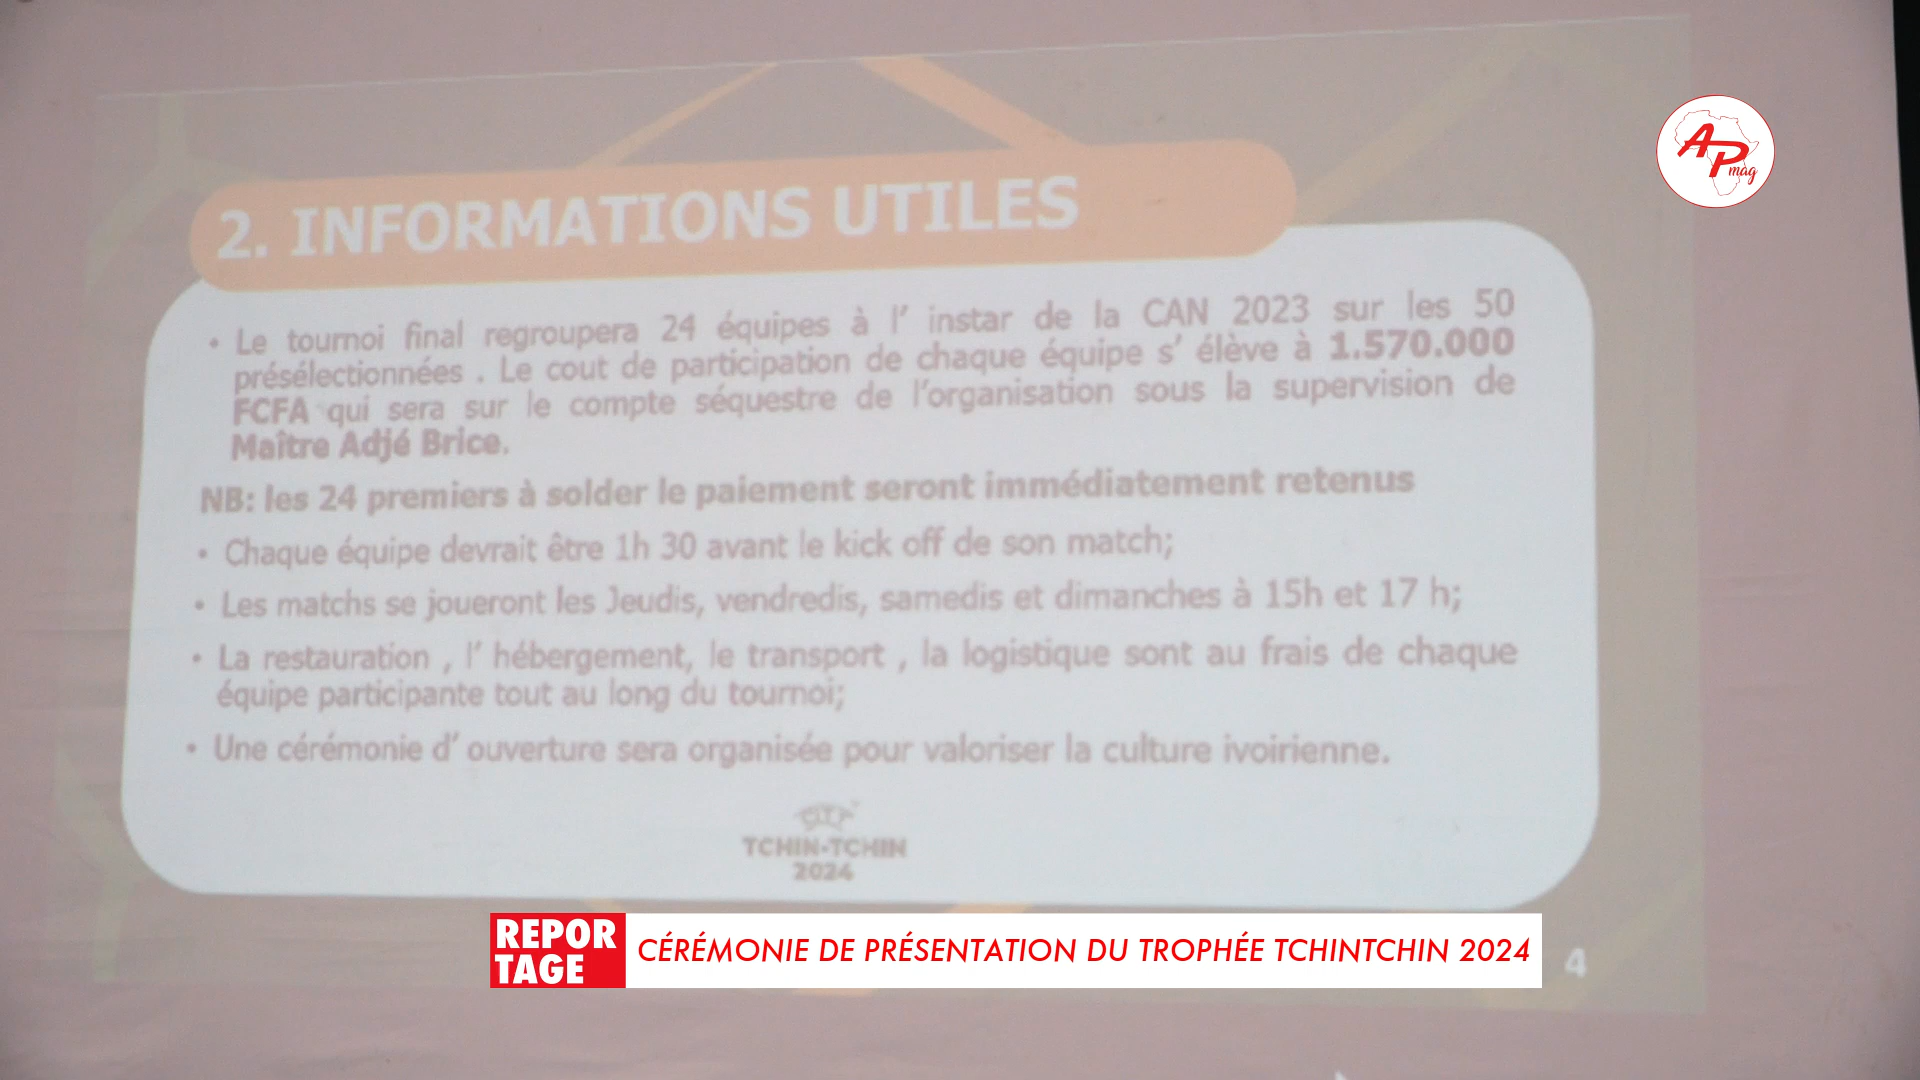 AP
mag
2. INFORMATIONS UTILES
• Le tournoi final regroupera 24 équipes à l' instar de la CAN 2023 sur les 50
présélectionnées . Le cout de participation de chaque équipe s' élève à 1.570.000
FCFA qui sera sur le compte séquestre de l'organisation sous la supervision de
Maître Adjé Brice.
NB: les 24 premiers à solder le paiement seront immédiatement retenus
• Chaque équipe devrait être 1h 30 avant le kick off de son match;
• Les matchs se joueront les Jeudis, vendredis, samedis et dimanches à 15h et 17 h;
• La restauration , l' hébergement, le transport , la logistique sont au frais de chaque
équipe participante tout au long du tournoi;
• Une cérémonie d' ouverture sera organisée pour valoriser la culture ivoirienne.
TCHIN-TCHIN
2024
REPOR
TAGE
CÉRÉMONIE DE PRÉSENTATION DU TROPHÉE TCHINTCHIN 2024
4